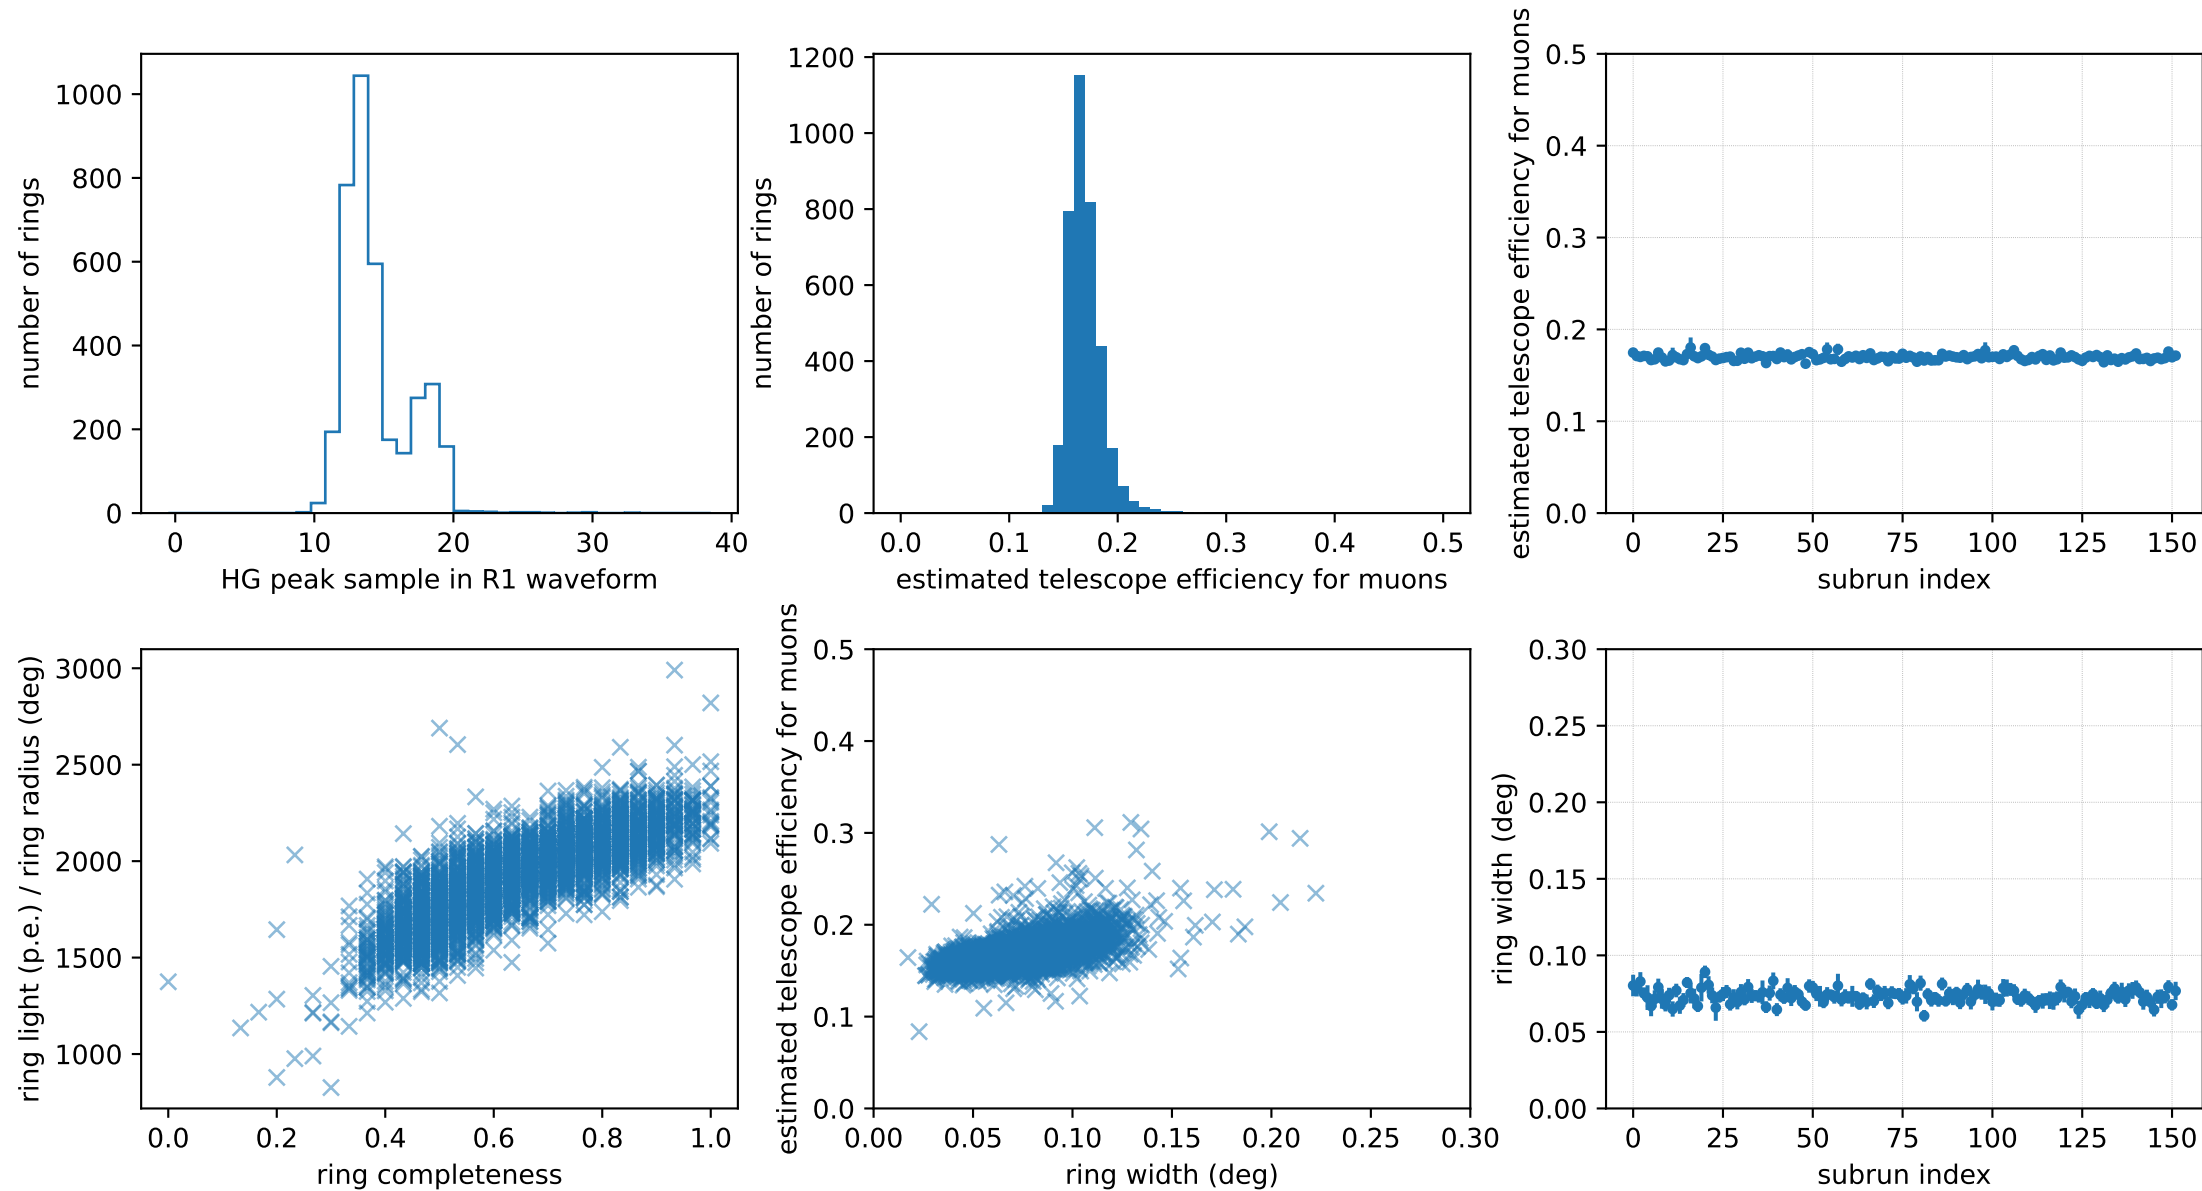 number of rings
1000
800
600
400
200
0
0 10 20 30 40
HG peak sample in R1 waveform
number of rings
1200
1000
800
600
400
200
0
0.0 0.1 0.2 0.3 0.4 0.5
estimated telescope efficiency for muons
estimated telescope efficiency for muons
0.5
0.4
0.3
0.2
0.1
0.0
0 25 50 75 100 125 150
subrun index
ring light (p.e.) / ring radius (deg)
3000
2500
2000
1500
1000
0.0 0.2 0.4 0.6 0.8 1.0
ring completeness
estimated telescope efficiency for muons
0.5
0.4
0.3
0.2
0.1
0.0
0.00 0.05 0.10 0.15 0.20 0.25 0.30
ring width (deg)
ring width (deg)
0.30
0.25
0.20
0.15
0.10
0.05
0.00
0 25 50 75 100 125 150
subrun index